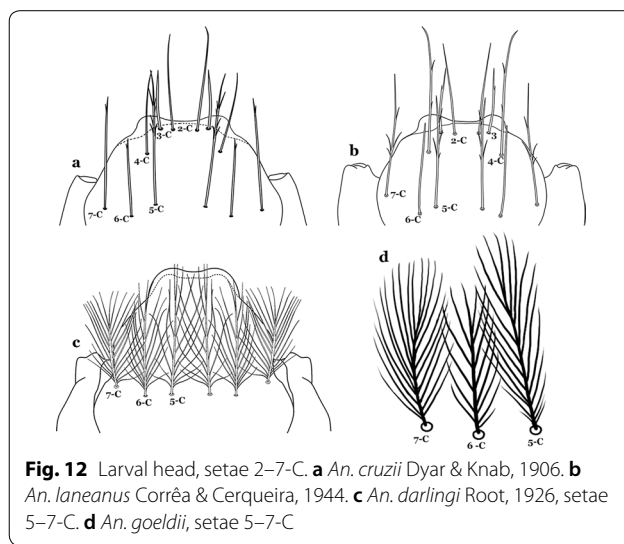 a
3-C
2-C
4-C
7-C
6-C
5-C
b
2-C
3
4-C
7-C
6-C
5-C
c
7-C
6-C
5-C
d
7-C
6-C
5-C
Fig. 12 Larval head, setae 2–7-C. a An. cruzii Dyar & Knab, 1906. b
An. laneanus Corrêa & Cerqueira, 1944. c An. darlingi Root, 1926, setae
5–7-C. d An. goeldii, setae 5–7-C